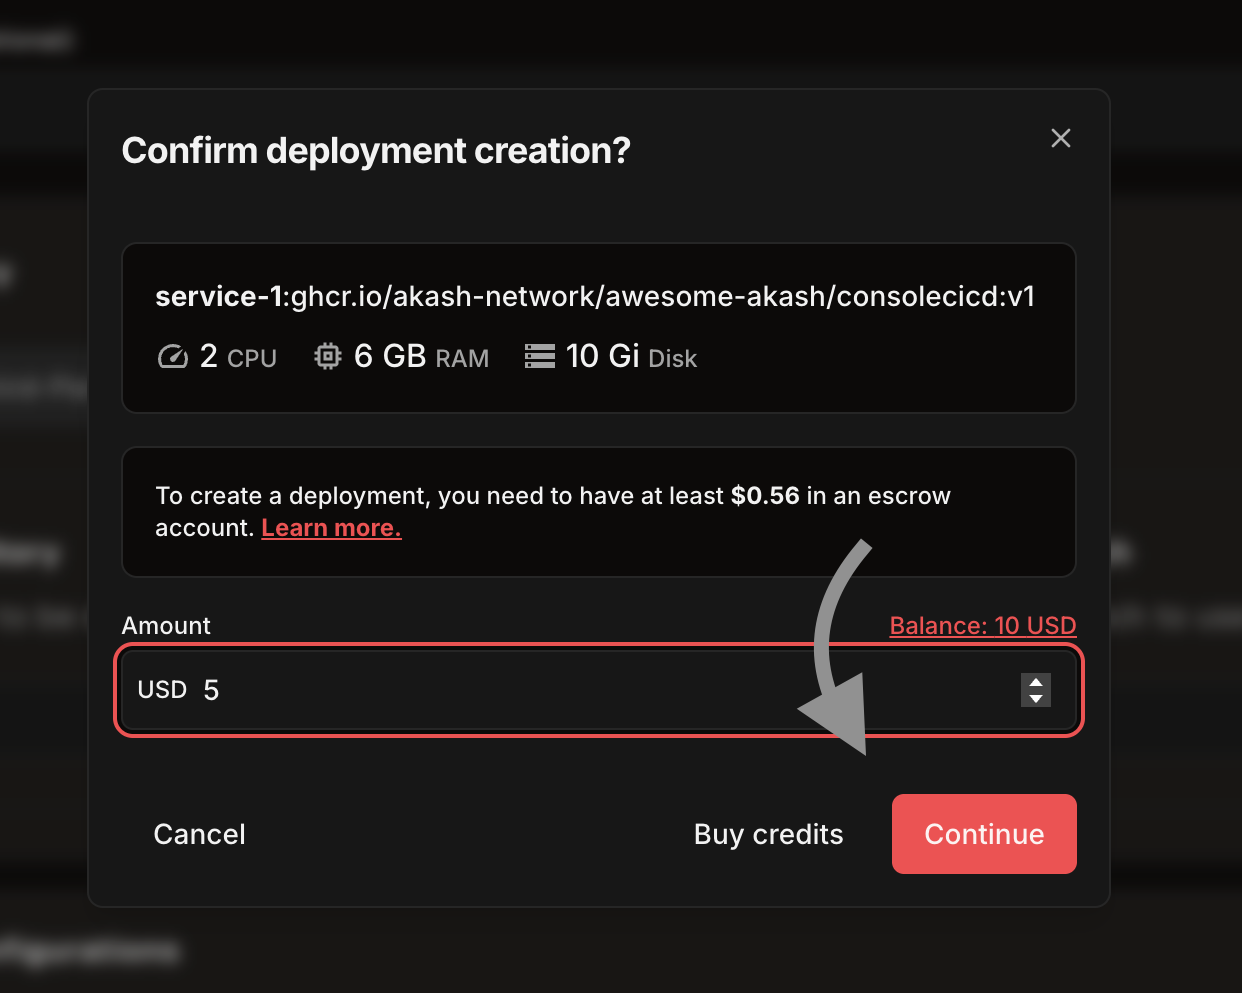 Confirm deployment creation?
service-1:ghcr.io/akash-network/awesome-akash/consolecicd:v1
2 CPU 6 GB RAM 10 Gi Disk
To create a deployment, you need to have at least $0.56 in an escrow
account. Learn more.
Amount Balance: 10 USD
USD 5
Cancel Buy credits Continue